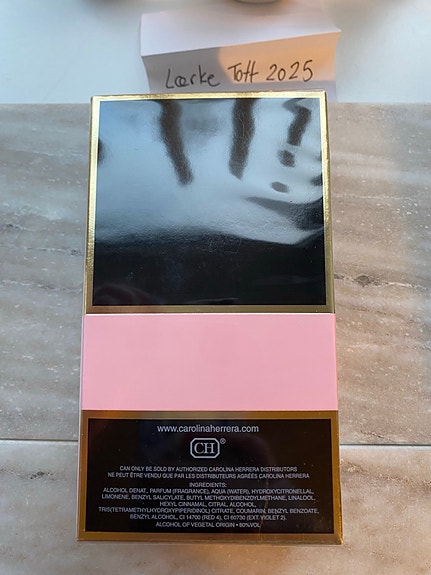 Lærke Toft 2025
www.carolinaherrera.com
CH®
CAN ONLY BE SOLD BY AUTHORIZED CAROLINA HERRERA DISTRIBUTORS
NE PEUT ÊTRE VENDU QUE PAR LES DISTRIBUTEURS AGRÉÉS CAROLINA HERRERA
INGREDIENTS:
ALCOHOL DENAT., PARFUM (FRAGRANCE), AQUA (WATER), HYDROXYCITRONELLAL,
LIMONENE, BENZYL SALICYLATE, BUTYL METHOXYDIBENZOYLMETHANE, LINALOOL,
HEXYL CINNAMAL, CITRAL, ALCOHOL,
TRIS(TETRAMETHYLHYDROXYPIPERIDINOL) CITRATE, COUMARIN, BENZYL BENZOATE,
BENZYL ALCOHOL, CI 14700 (RED 4), CI 60730 (EXT. VIOLET 2).
ALCOHOL OF VEGETAL ORIGIN • 80%VOL